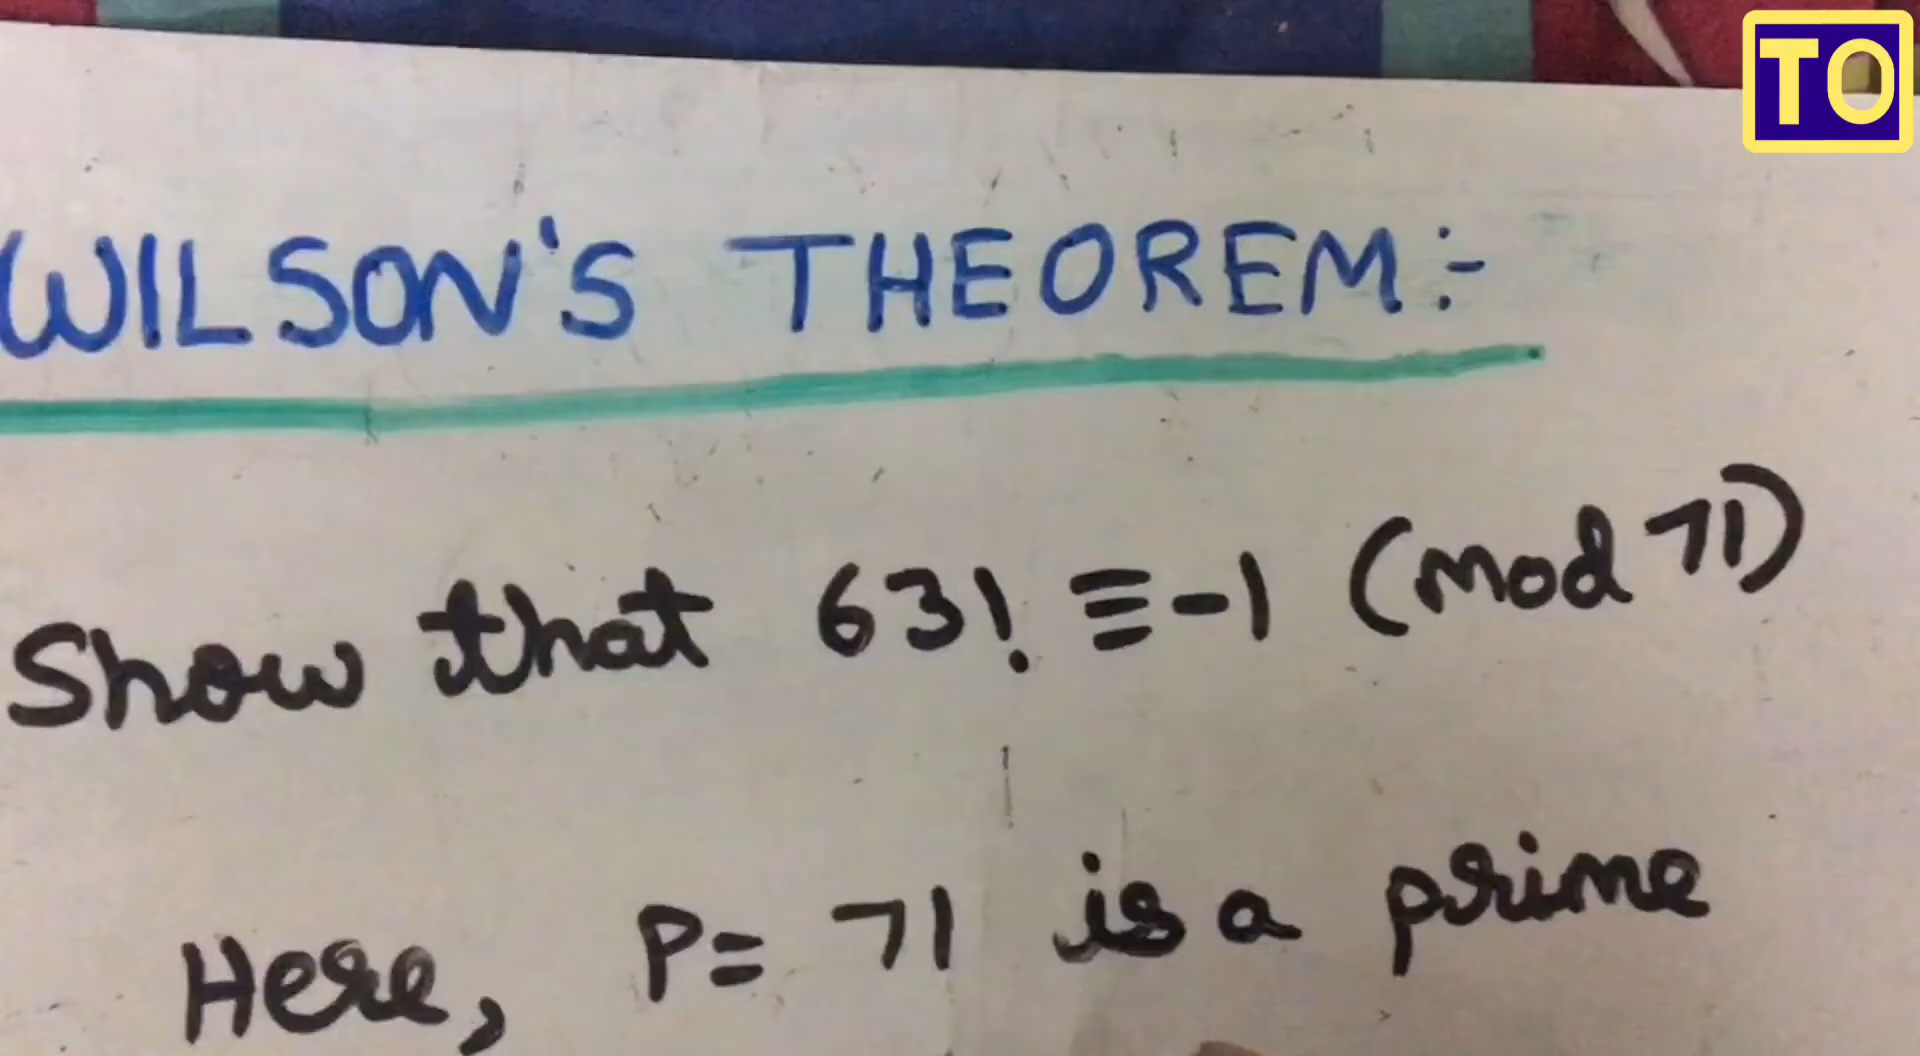 TO
WILSON'S THEOREM:-
Show that 63! ≡ -1 (mod 71)
Here, P = 71 is a prime